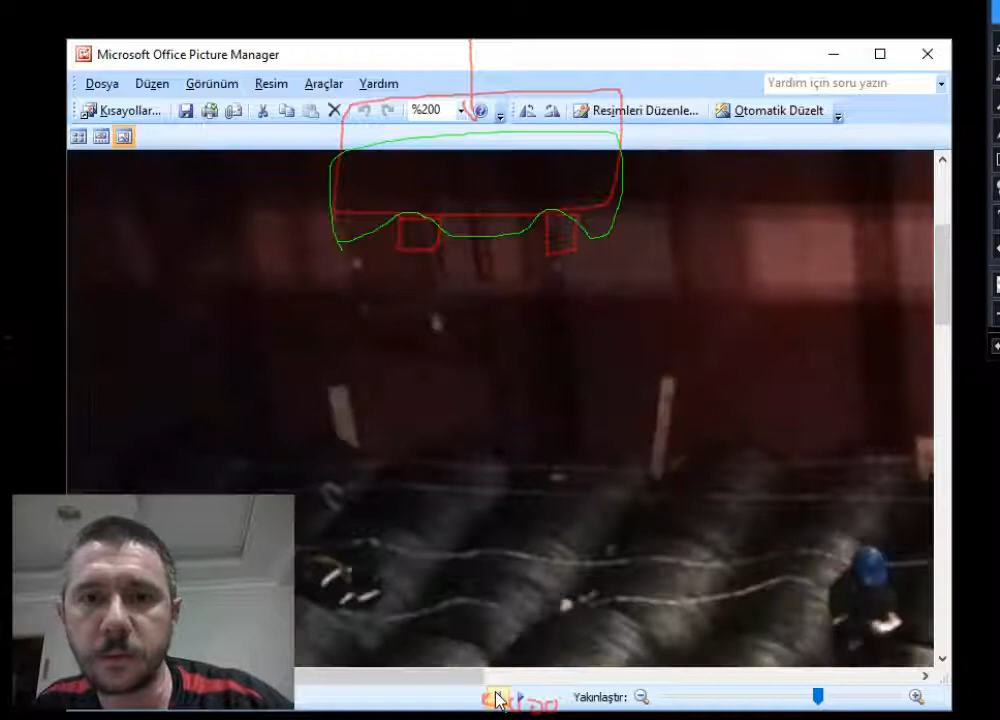 Microsoft Office Picture Manager
Dosya Düzen Görünüm Resim Araçlar Yardım
Yardım için soru yazın
Kısayollar... %200 Resimleri Düzenle... Otomatik Düzelt
Yakınlaştır: